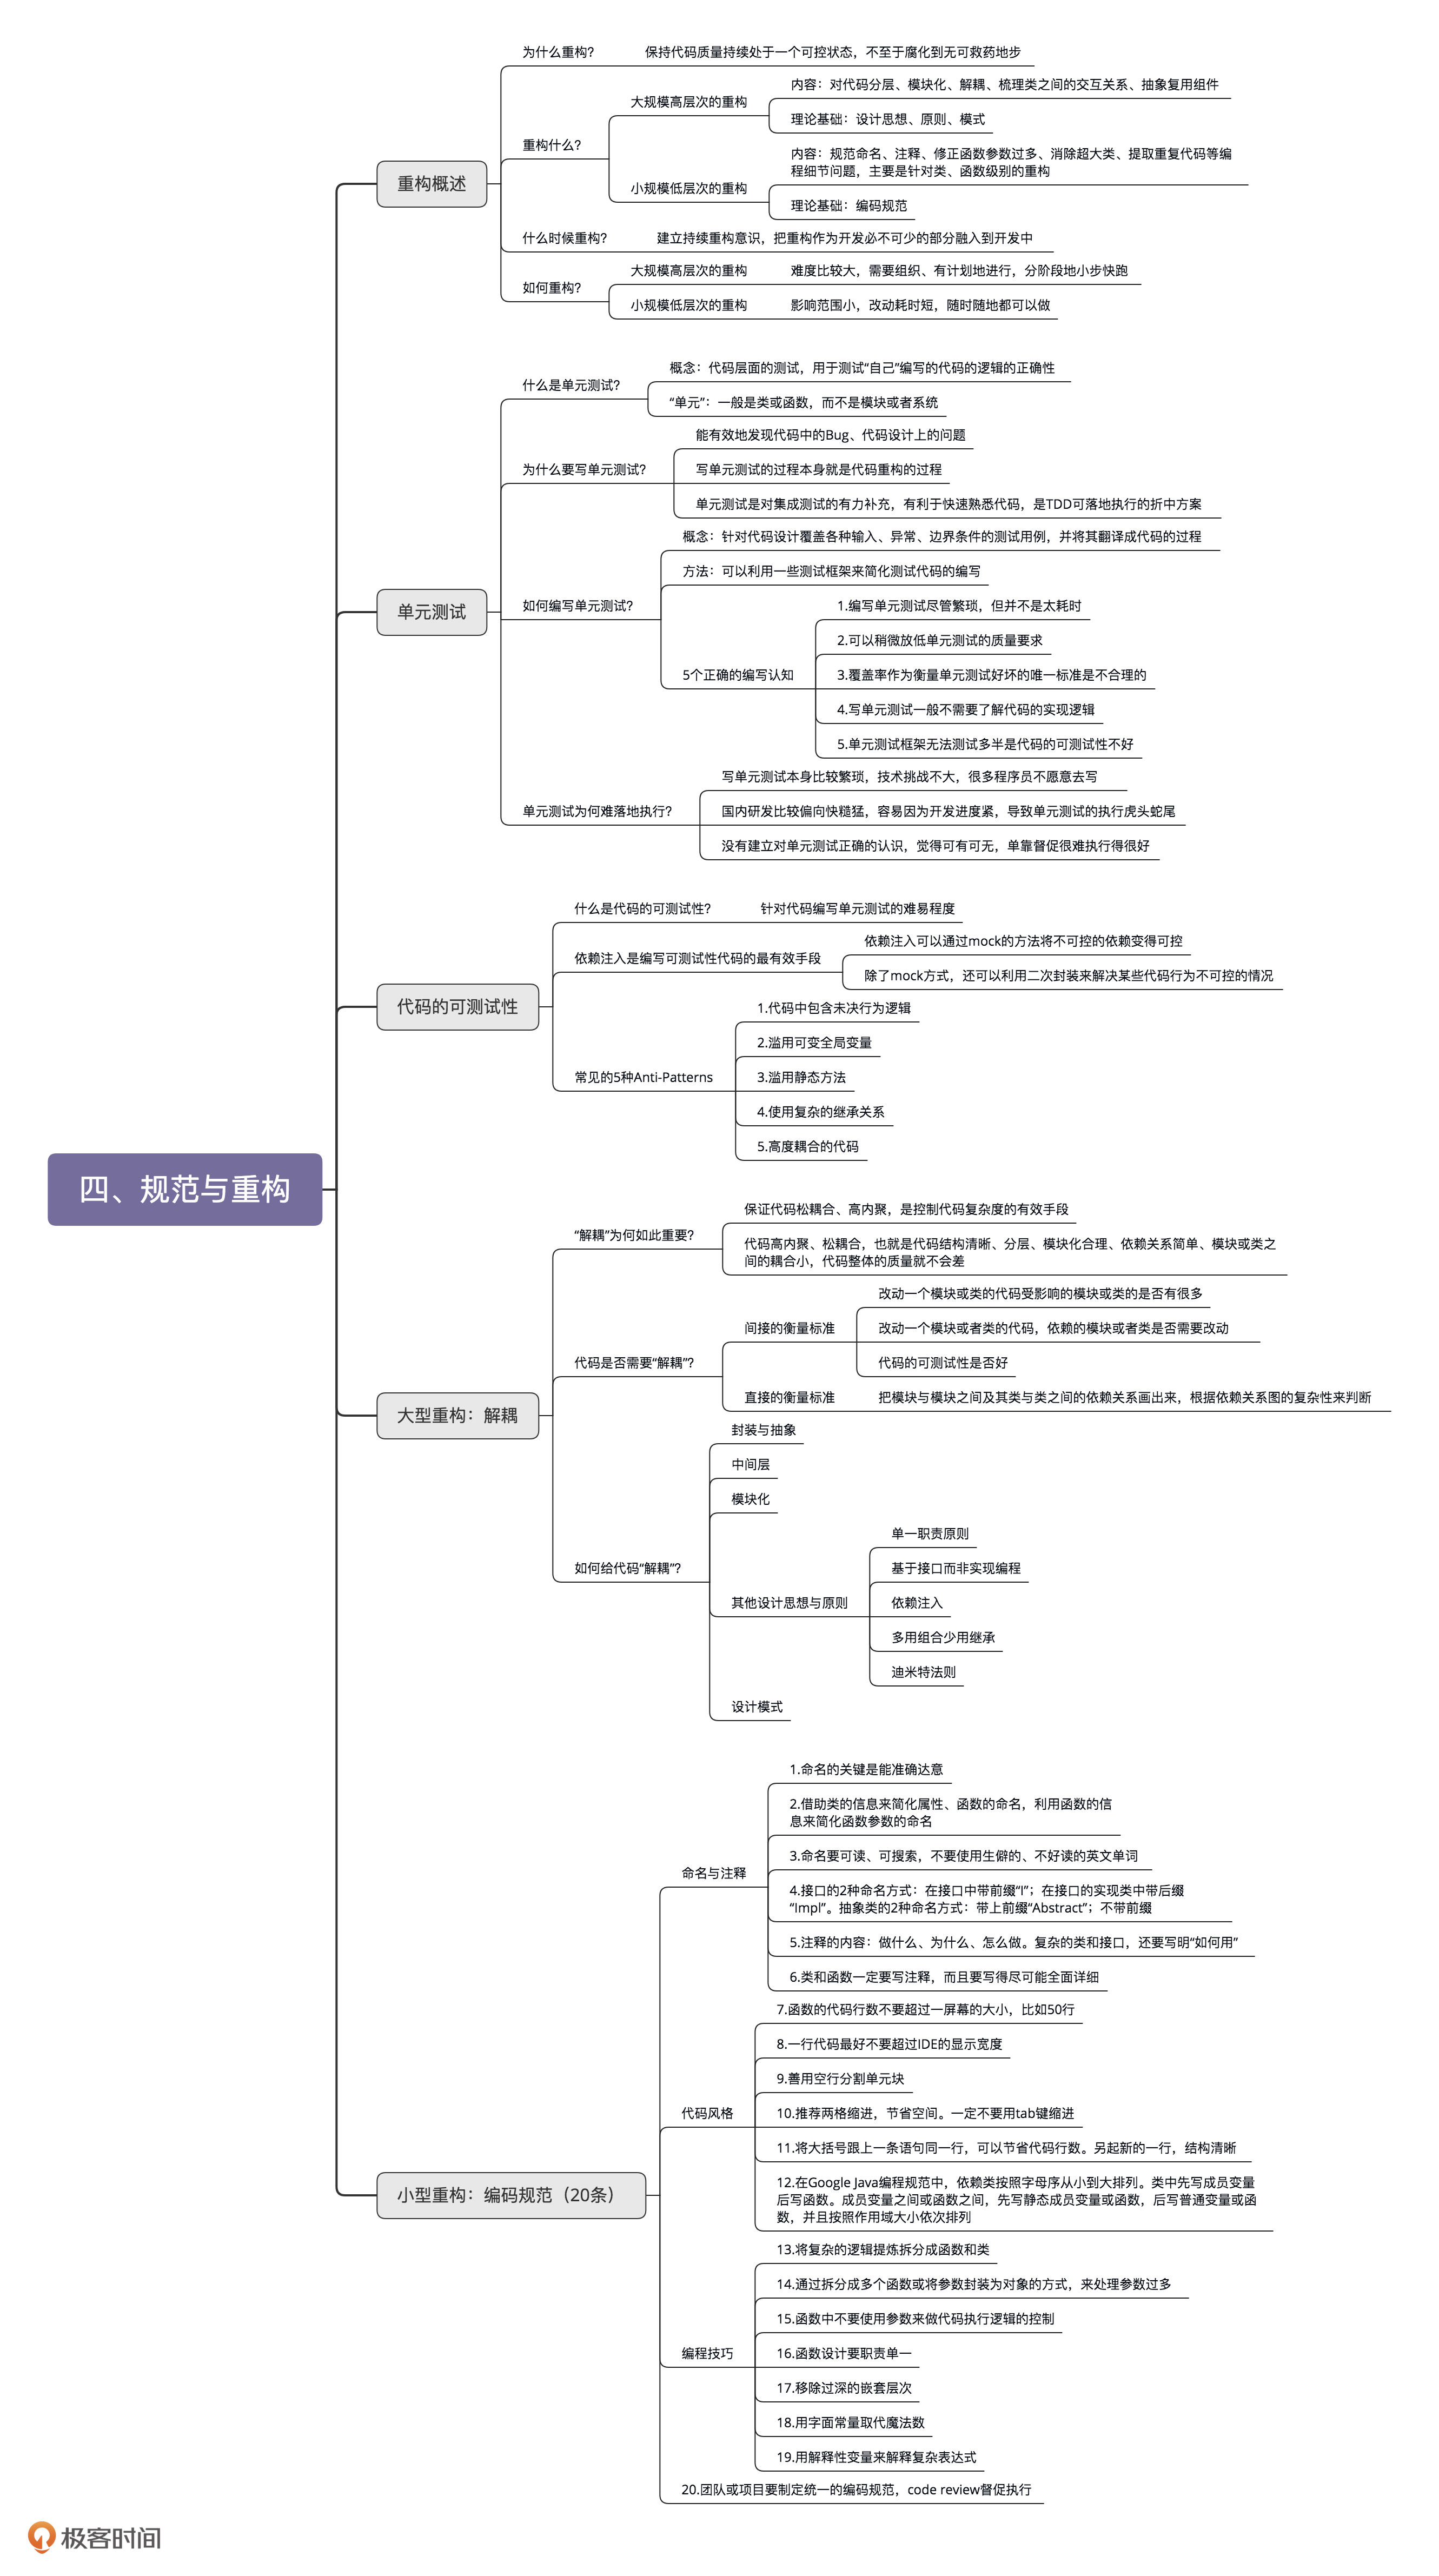 四、规范与重构
重构概述
为什么重构?
保持代码质量持续处于一个可控状态，不至于腐化到无可救药地步
重构什么?
大规模高层次的重构
内容：对代码分层、模块化、解耦、梳理类之间的交互关系、抽象复用组件
理论基础：设计思想、原则、模式
小规模低层次的重构
内容：规范命名、注释、修正函数参数过多、消除超大类、提取重复代码等编
程细节问题，主要是针对类、函数级别的重构
理论基础：编码规范
什么时候重构?
建立持续重构意识，把重构作为开发必不可少的部分融入到开发中
如何重构?
大规模高层次的重构
难度比较大，需要组织、有计划地进行，分阶段地小步快跑
小规模低层次的重构
影响范围小，改动耗时短，随时随地都可以做
单元测试
什么是单元测试?
概念：代码层面的测试，用于测试“自己”编写的代码的逻辑的正确性
“单元”：一般是类或函数，而不是模块或者系统
为什么要写单元测试?
能有效地发现代码中的Bug、代码设计上的问题
写单元测试的过程本身就是代码重构的过程
单元测试是对集成测试的有力补充，有利于快速熟悉代码，是TDD可落地执行的折中方案
如何编写单元测试?
概念：针对代码设计覆盖各种输入、异常、边界条件的测试用例，并将其翻译成代码的过程
方法：可以利用一些测试框架来简化测试代码的编写
5个正确的编写认知
1.编写单元测试尽管繁琐，但并不是太耗时
2.可以稍微放低单元测试的质量要求
3.覆盖率作为衡量单元测试好坏的唯一标准是不合理的
4.写单元测试一般不需要了解代码的实现逻辑
5.单元测试框架无法测试多半是代码的可测试性不好
单元测试为何难落地执行?
写单元测试本身比较繁琐，技术挑战不大，很多程序员不愿意去写
国内研发比较偏向快糙猛，容易因为开发进度紧，导致单元测试的执行虎头蛇尾
没有建立对单元测试正确的认识，觉得可有可无，单靠督促很难执行得很好
代码的可测试性
什么是代码的可测试性?
针对代码编写单元测试的难易程度
依赖注入是编写可测试性代码的最有效手段
依赖注入可以通过mock的方法将不可控的依赖变得可控
除了mock方式，还可以利用二次封装来解决某些代码行为不可控的情况
常见的5种Anti-Patterns
1.代码中包含未决行为逻辑
2.滥用可变全局变量
3.滥用静态方法
4.使用复杂的继承关系
5.高度耦合的代码
大型重构：解耦
“解耦”为何如此重要?
保证代码松耦合、高内聚，是控制代码复杂度的有效手段
代码高内聚、松耦合，也就是代码结构清晰、分层、模块化合理、依赖关系简单、模块或类之
间的耦合小，代码整体的质量就不会差
代码是否需要“解耦”?
间接的衡量标准
改动一个模块或类的代码受影响的模块或类的是否有很多
改动一个模块或者类的代码，依赖的模块或者类是否需要改动
代码的可测试性是否好
直接的衡量标准
把模块与模块之间及其类与类之间的依赖关系画出来，根据依赖关系图的复杂性来判断
如何给代码“解耦”?
封装与抽象
中间层
模块化
其他设计思想与原则
单一职责原则
基于接口而非实现编程
依赖注入
多用组合少用继承
迪米特法则
设计模式
小型重构：编码规范（20条）
命名与注释
1.命名的关键是能准确达意
2.借助类的信息来简化属性、函数的命名，利用函数的信
息来简化函数参数的命名
3.命名要可读、可搜索，不要使用生僻的、不好读的英文单词
4.接口的2种命名方式：在接口中带前缀“I”；在接口的实现类中带后缀
“Impl”。抽象类的2种命名方式：带上前缀“Abstract”；不带前缀
5.注释的内容：做什么、为什么、怎么做。复杂的类和接口，还要写明“如何用”
6.类和函数一定要写注释，而且要写得尽可能全面详细
代码风格
7.函数的代码行数不要超过一屏幕的大小，比如50行
8.一行代码最好不要超过IDE的显示宽度
9.善用空行分割单元块
10.推荐两格缩进，节省空间。一定不要用tab键缩进
11.将大括号跟上一条语句同一行，可以节省代码行数。另起新的一行，结构清晰
12.在Google Java编程规范中，依赖类按照字母序从小到大排列。类中先写成员变量
后写函数。成员变量之间或函数之间，先写静态成员变量或函数，后写普通变量或函
数，并且按照作用域大小依次排列
编程技巧
13.将复杂的逻辑提炼拆分成函数和类
14.通过拆分成多个函数或将参数封装为对象的方式，来处理参数过多
15.函数中不要使用参数来做代码执行逻辑的控制
16.函数设计要职责单一
17.移除过深的嵌套层次
18.用字面常量取代魔法数
19.用解释性变量来解释复杂表达式
20.团队或项目要制定统一的编码规范，code review督促执行
极客时间